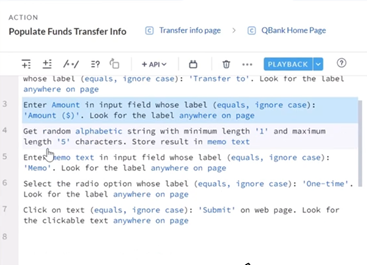 ACTION
Populate Funds Transfer Info
Transfer info page
QBank Home Page
+ API
PLAYBACK
whose label (equals, ignore case): 'Transfer to'. Look for the label
anywhere on page
3 Enter Amount in input field whose label (equals, ignore case):
'Amount ($)'. Look for the label anywhere on page
4 Get random alphabetic string with minimum length '1' and maximum
length '5' characters. Store result in memo text
5 Enter memo text in input field whose label (equals, ignore case):
'Memo'. Look for the label anywhere on page
6 Select the radio option whose label (equals, ignore case): 'One-time'.
Look for the label anywhere on page
7 Click on text (equals, ignore case): 'Submit' on web page. Look for
the clickable text anywhere on page
8